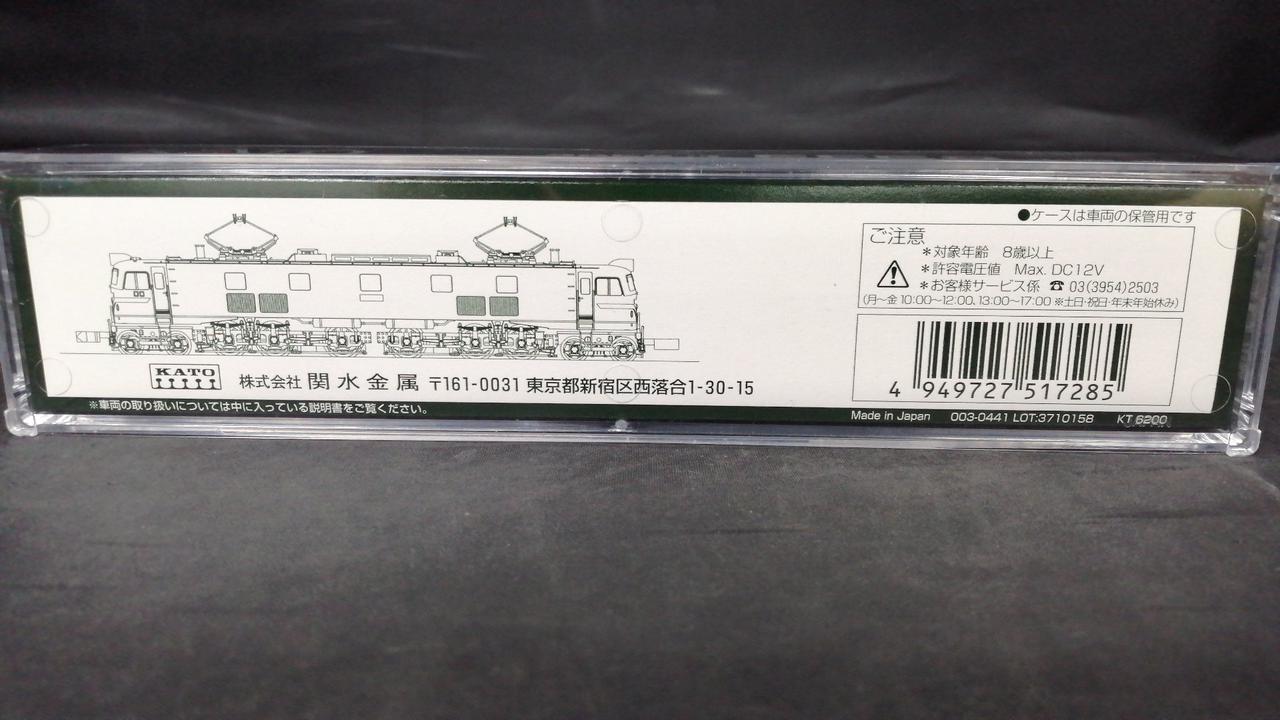 ●ケースは車両の保管用です
ご注意
＊対象年齢 8歳以上
＊許容電圧値 Max. DC12V
＊お客様サービス係 ☎ 03(3954)2503
(月～金 10:00～12:00、13:00～17:00 ※土日・祝日・年末年始休み)
KATO
株式会社 関水金属 〒161-0031 東京都新宿区西落合1-30-15
4 949727 517285
※車両の取り扱いについては中に入っている説明書をご覧ください。
Made in Japan 003-0441 LOT:3710158 KT 6200